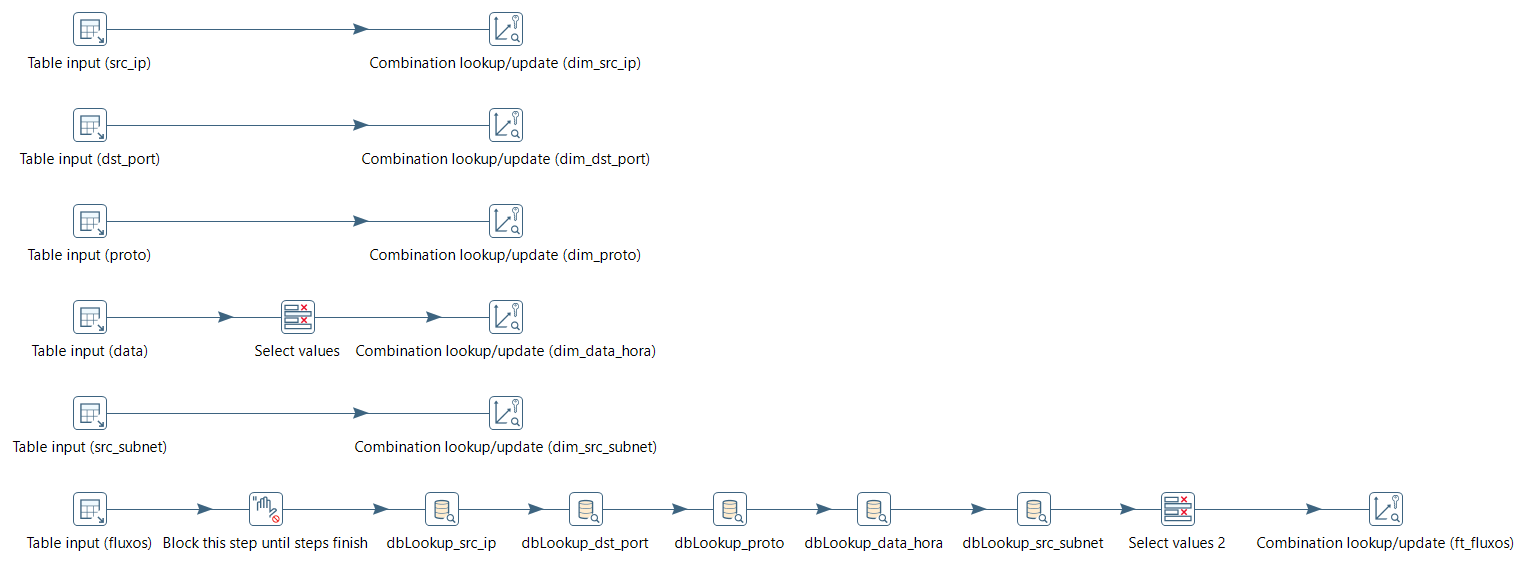 Table input (src_ip)
Combination lookup/update (dim_src_ip)
Table input (dst_port)
Combination lookup/update (dim_dst_port)
Table input (proto)
Combination lookup/update (dim_proto)
Table input (data)
Select values
Combination lookup/update (dim_data_hora)
Table input (src_subnet)
Combination lookup/update (dim_src_subnet)
Table input (fluxos)
Block this step until steps finish
dbLookup_src_ip
dbLookup_dst_port
dbLookup_proto
dbLookup_data_hora
dbLookup_src_subnet
Select values 2
Combination lookup/update (ft_fluxos)